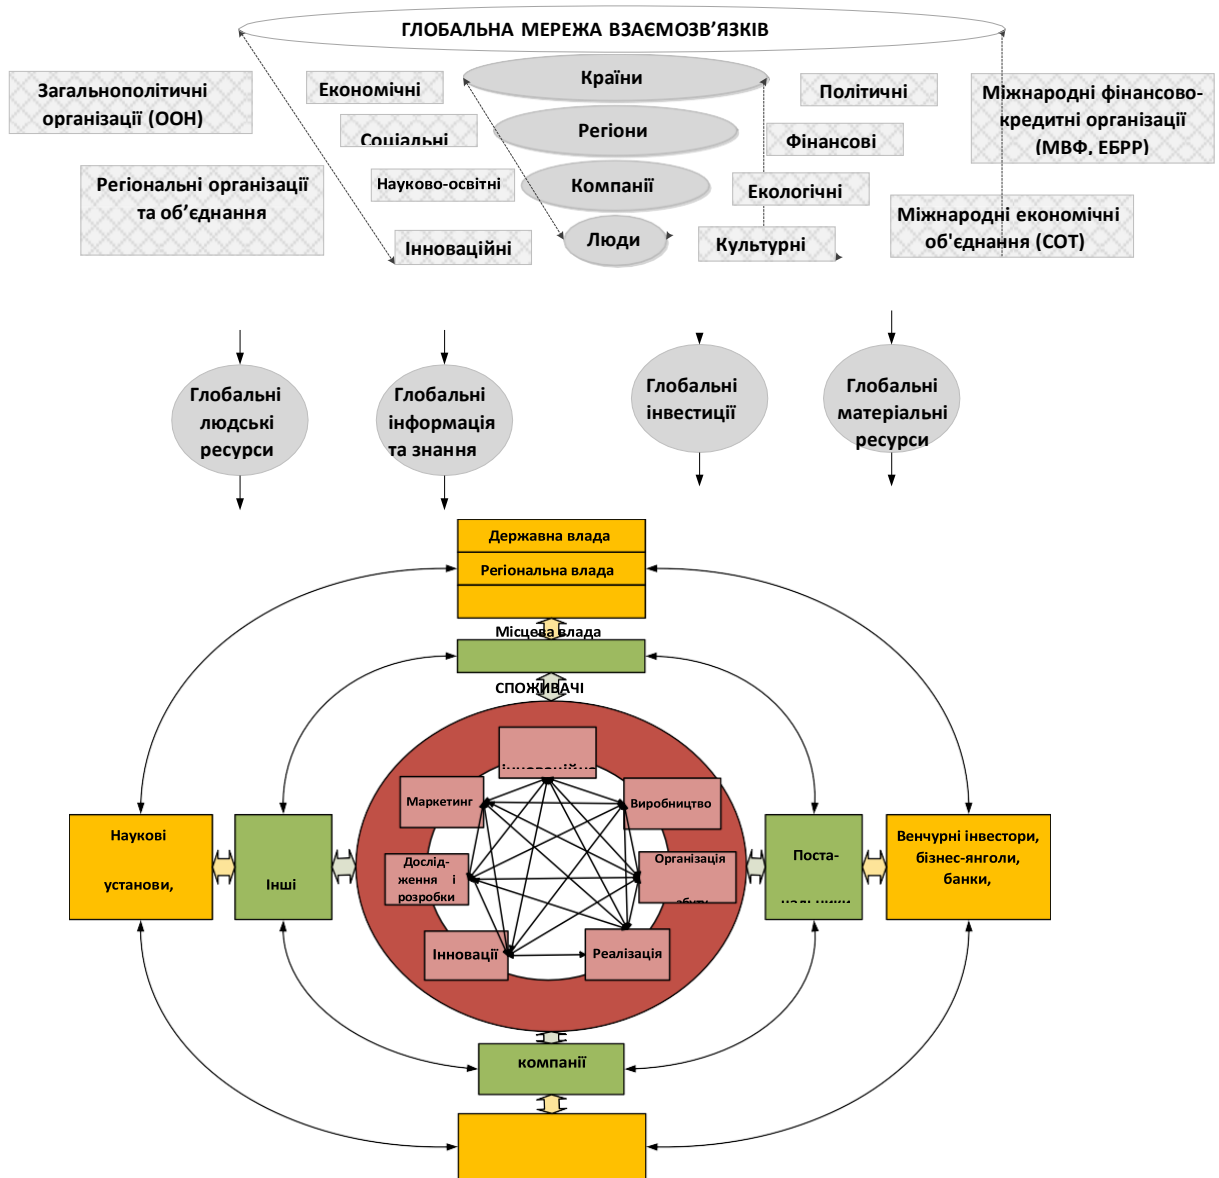 ГЛОБАЛЬНА МЕРЕЖА ВЗАЄМОЗВ’ЯЗКІВ
Загальнополітичні
організації (ООН)
Регіональні організації
та об’єднання
Економічні
Соціальні
Науково-освітні
Інноваційні
Країни
Регіони
Компанії
Люди
Політичні
Фінансові
Екологічні
Культурні
Міжнародні фінансово-
кредитні організації
(МВФ, ЕБРР)
Міжнародні економічні
об'єднання (СОТ)
Глобальні
людські
ресурси
Глобальні
інформація
та знання
Глобальні
інвестиції
Глобальні
матеріальні
ресурси
Державна влада
Регіональна влада
Місцева влада
СПОЖИВАЧІ
Маркетинг
Виробництво
Дослід-
ження і
розробки
Організація
збуту
Інновації
Реалізація
Наукові
установи,
Інші
Поста-
чальники
Венчурні інвестори,
бізнес-янголи,
банки,
компанії